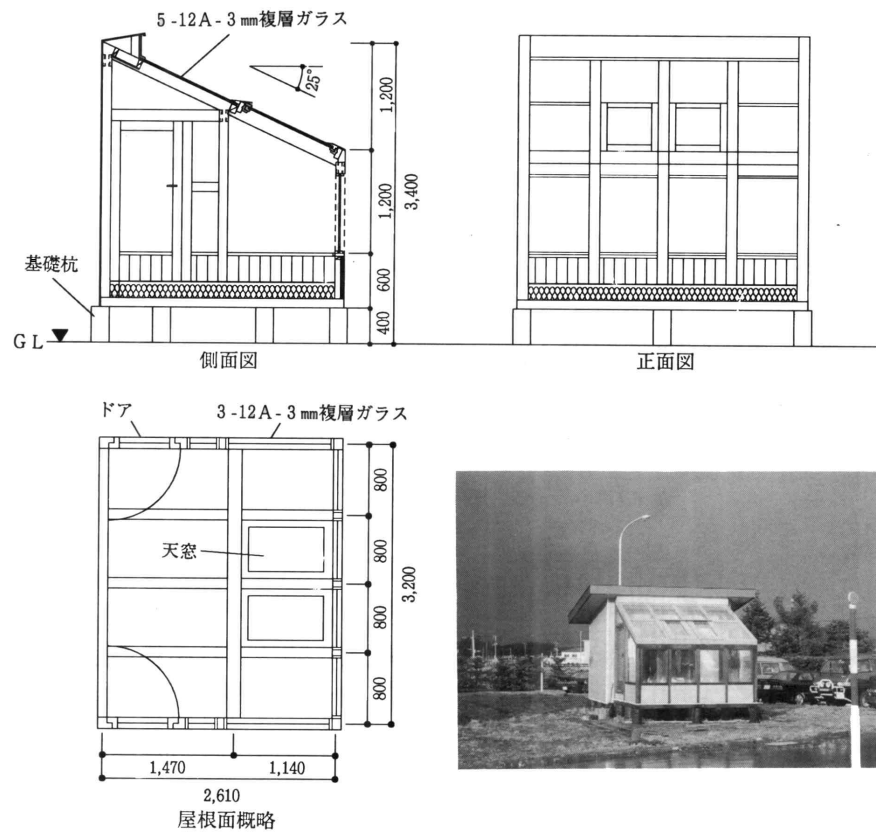 5-12A-3㎜複層ガラス
25°
1,200
1,200
3,400
600
400
基礎杭
GL
側面図
正面図
ドア
3-12A-3㎜複層ガラス
天窓
800
800
800
800
3,200
1,470
1,140
2,610
屋根面概略